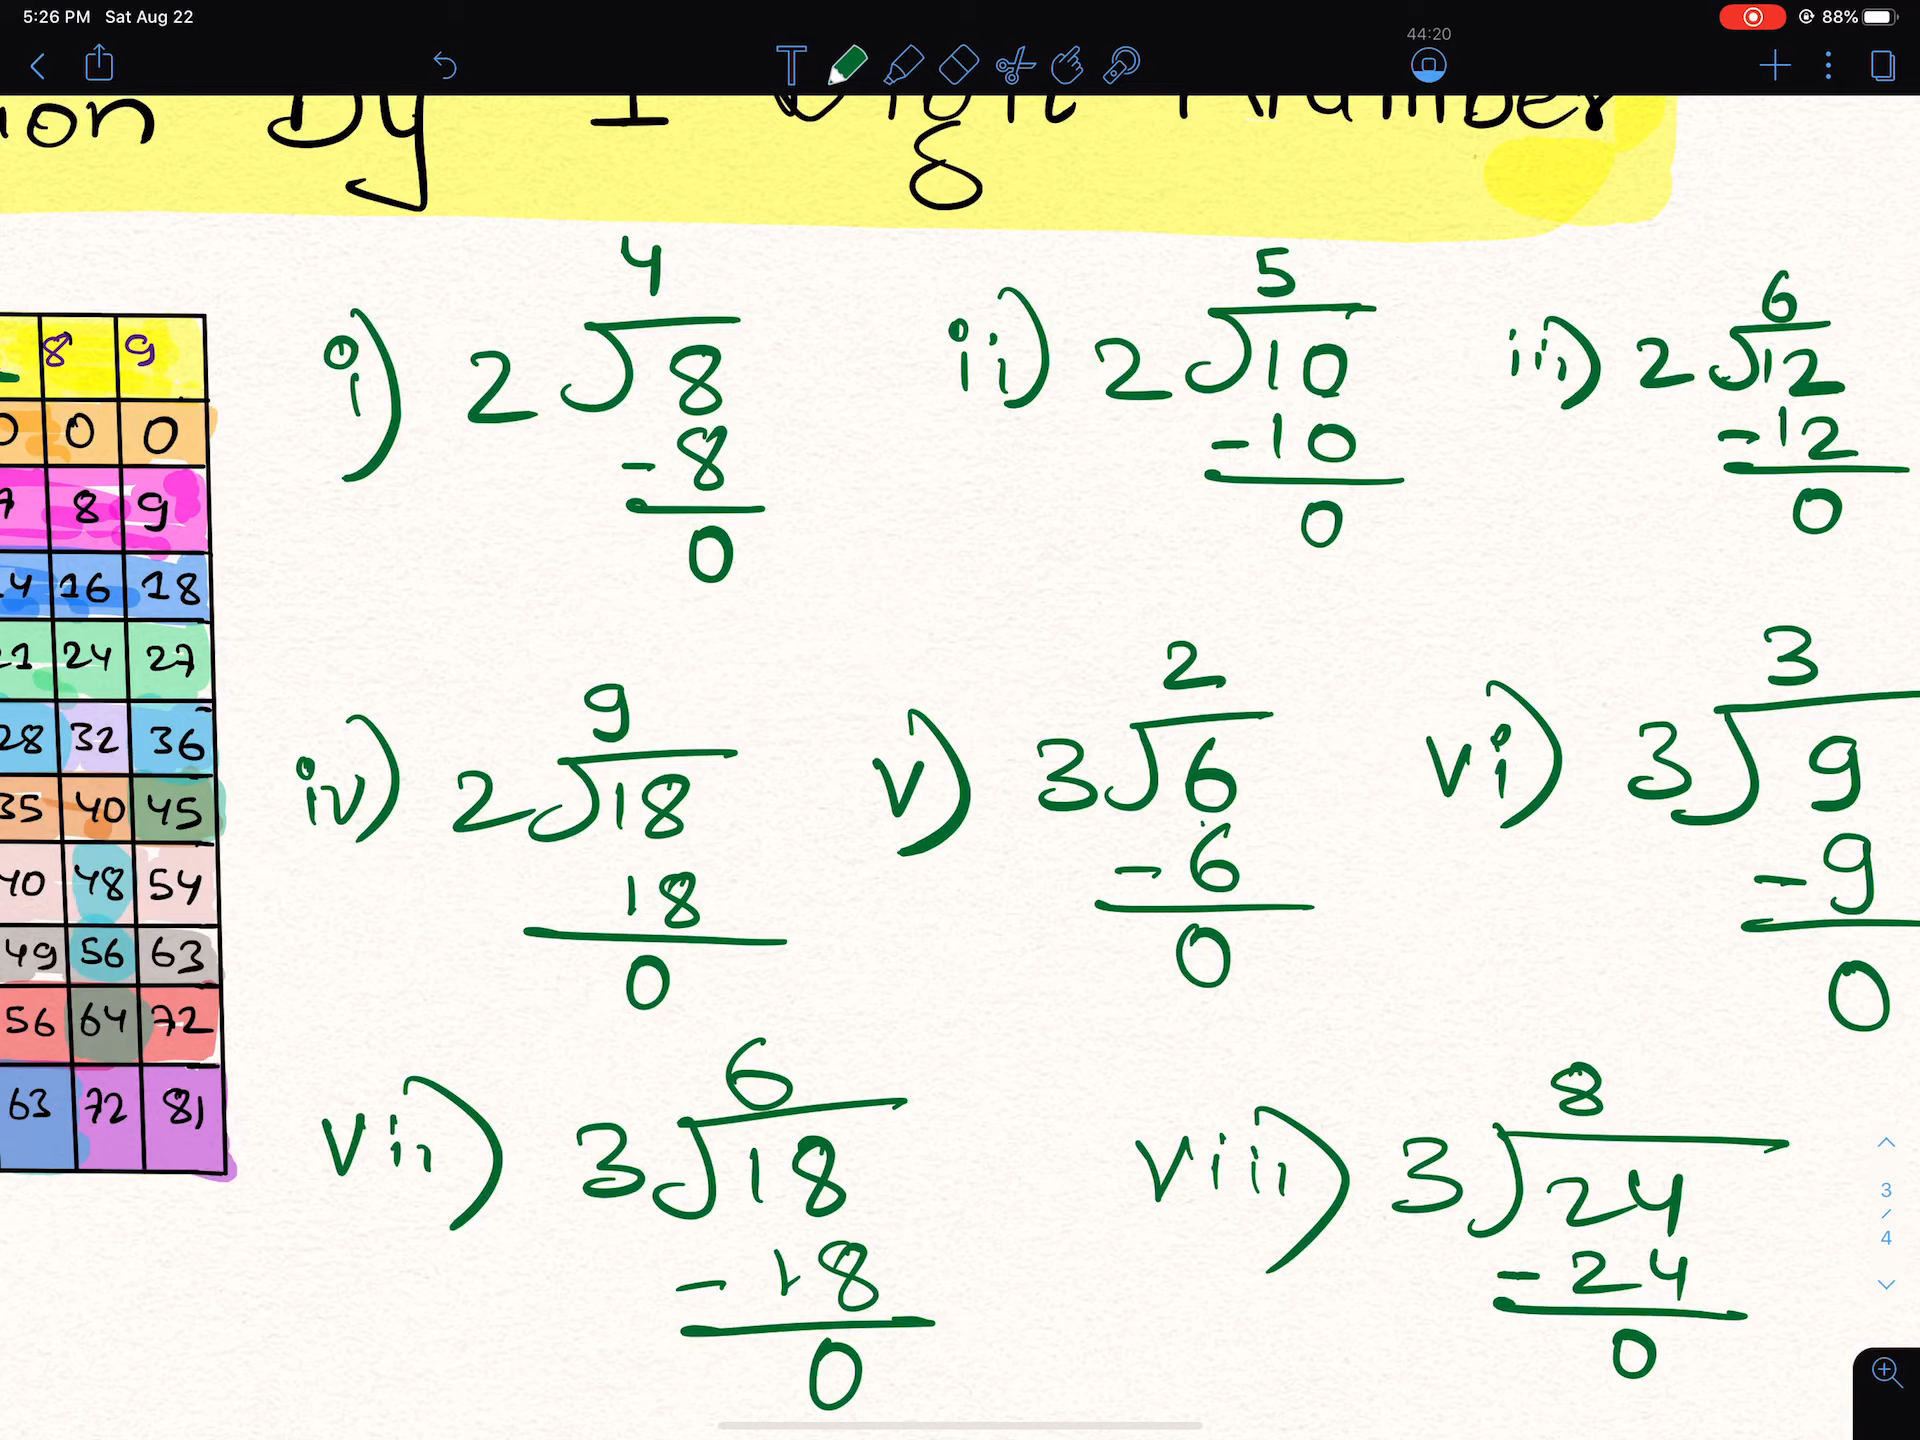 5:26 PM Sat Aug 22
88%
44:20
ion By 1 Digit Number
8 9
0 0 0
7 8 9
14 16 18
21 24 27
28 32 36
35 40 45
40 48 54
49 56 63
56 64 72
63 72 81
4
i) 2 √8
-8
0
5
ii) 2 √10
-10
0
6
iii) 2 √12
-12
0
9
iv) 2 √18
18
0
2
v) 3 √6
-6
0
3
vi) 3 √9
-9
0
6
vii) 3 √18
-18
0
8
viii) 3 √24
-24
0
3
/
4